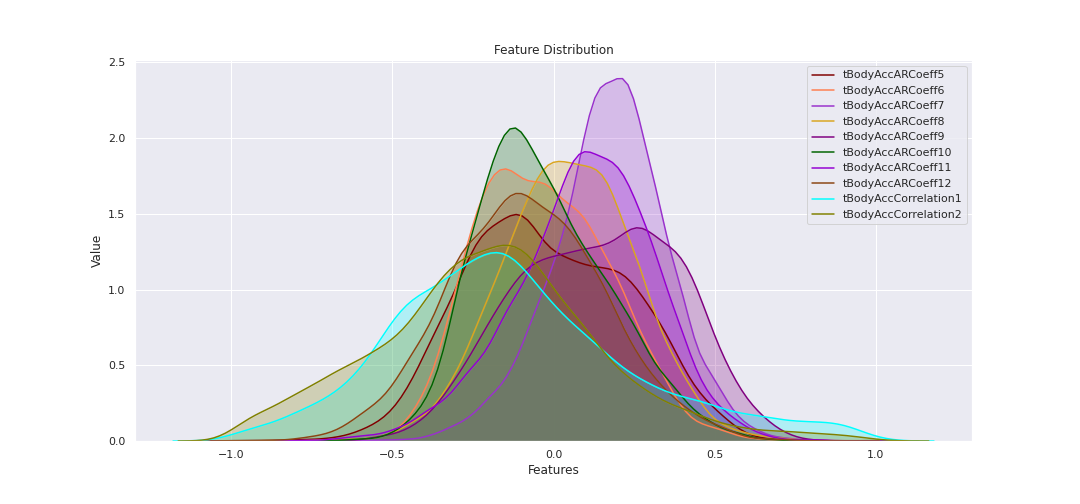 Feature Distribution
2.5
2.0
1.5
1.0
0.5
0.0
Value
−1.0
−0.5
0.0
0.5
1.0
Features
tBodyAccARCoeff5
tBodyAccARCoeff6
tBodyAccARCoeff7
tBodyAccARCoeff8
tBodyAccARCoeff9
tBodyAccARCoeff10
tBodyAccARCoeff11
tBodyAccARCoeff12
tBodyAccCorrelation1
tBodyAccCorrelation2